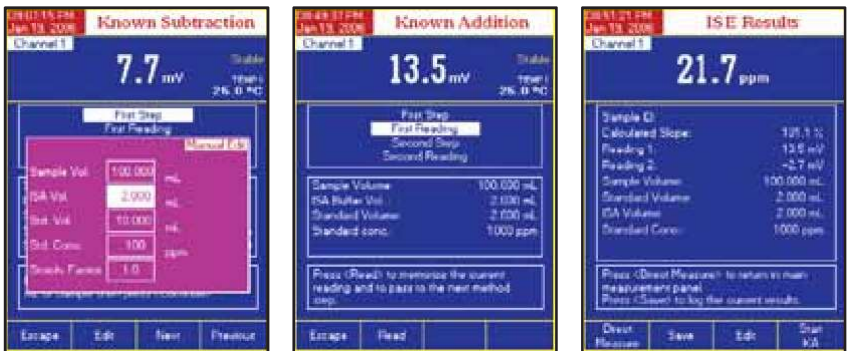 Known Subtraction
Jan 19, 2006
Channel 1
7.7 mV
Stable
25.0 °C
First Step
First Reading
Manual Edit
Sample Vol. 100.000 mL
ISA Vol. 2.000 mL
Std. Vol. 10.000 mL
Std. Conc. 100 ppm
Factor 1.0
Escape Edit Next Previous
Known Addition
Jan 19, 2006
Channel 1
13.5 mV
Stable
25.0 °C
First Step
First Reading
Second Step
Second Reading
Sample Volume 100.000 mL
ISA Buffer Vol. 2.000 mL
Standard Volume 2.000 mL
Standard conc. 1000 ppm
Press <Read> to memorize the current
reading and to pass to the next method
step.
Escape Read
ISE Results
Jan 19, 2006
Channel 1
21.7 ppm
Sample ID:
Calculated Slope: 101.1 %
Reading 1: 13.5 mV
Reading 2: -2.7 mV
Sample Volume: 100.000 mL
Standard Volume: 2.000 mL
ISA Volume: 2.000 mL
Standard Conc.: 1000 ppm
Press <Direct Measure> to return in main
measurement panel.
Press <Save> to log the current results.
Direct Measure Save Edit Start KA